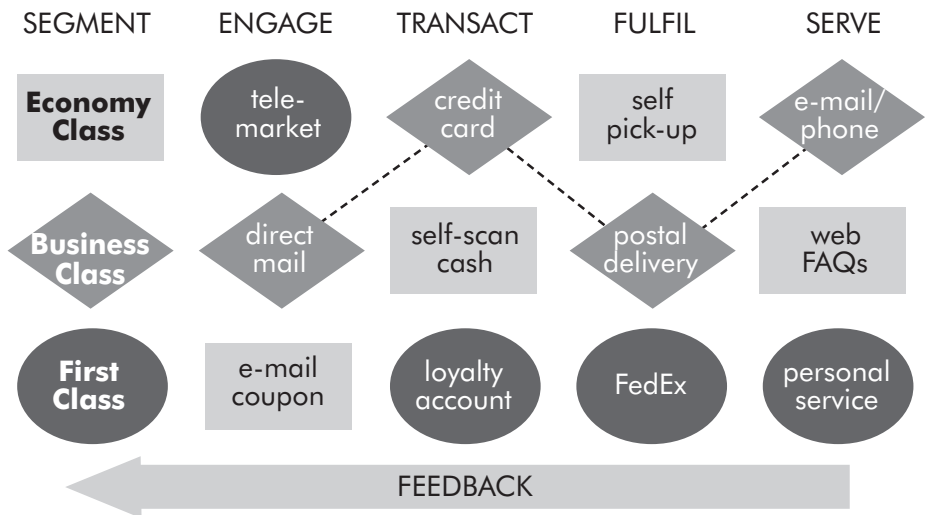 SEGMENT ENGAGE TRANSACT FULFIL SERVE
Economy
Class
tele-
market
credit
card
self
pick-up
e-mail/
phone
Business
Class
direct
mail
self-scan
cash
postal
delivery
web
FAQs
First
Class
e-mail
coupon
loyalty
account
FedEx
personal
service
FEEDBACK